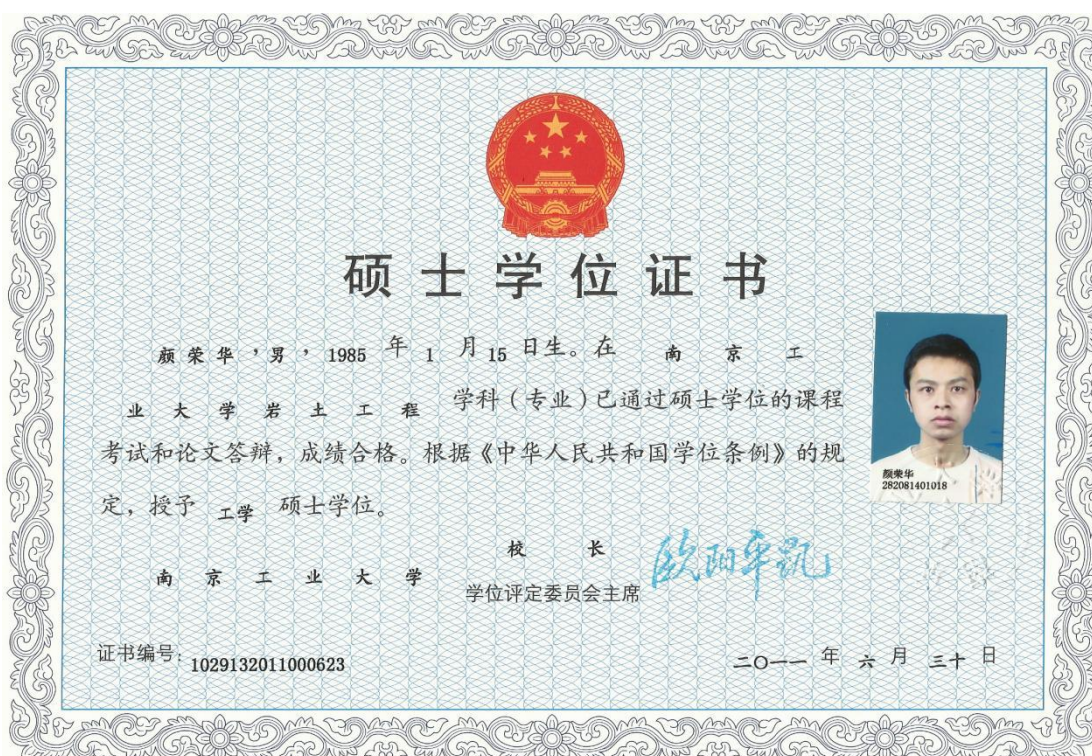 硕士学位证书
颜荣华,男,1985 年 1 月 15 日生。在 南京工
业大学岩土工程 学科(专业)已通过硕士学位的课程
考试和论文答辩,成绩合格。根据《中华人民共和国学位条例》的规
定,授予 工学 硕士学位。
颜荣华
282081401018
校长
南京工业大学
学位评定委员会主席
欧阳平凯
证书编号:1029132011000623
二〇一一 年 六 月 三十 日